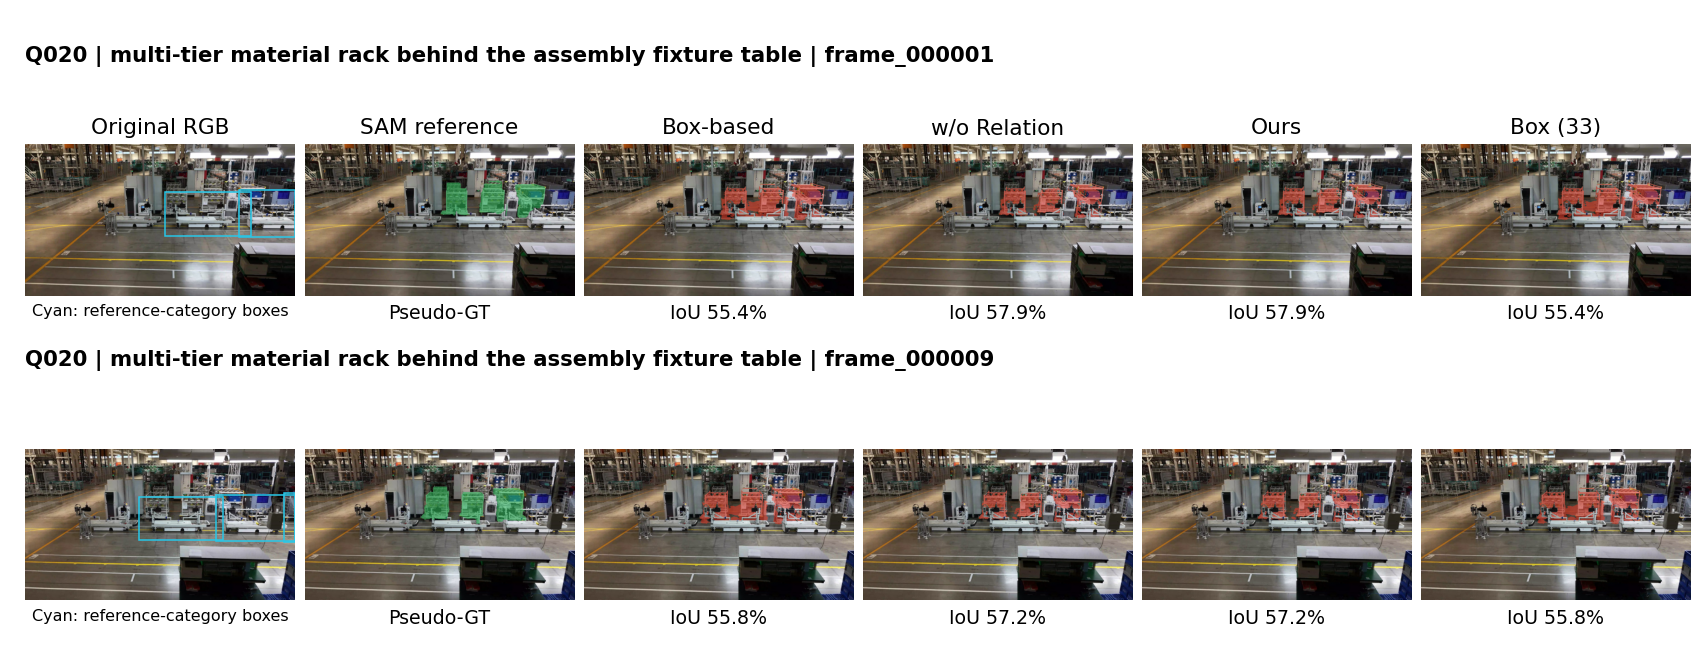 Q020 | multi-tier material rack behind the assembly fixture table | frame_000001
Original RGB SAM reference Box-based w/o Relation Ours Box (33)
Cyan: reference-category boxes Pseudo-GT IoU 55.4% IoU 57.9% IoU 57.9% IoU 55.4%
Q020 | multi-tier material rack behind the assembly fixture table | frame_000009
Cyan: reference-category boxes Pseudo-GT IoU 55.8% IoU 57.2% IoU 57.2% IoU 55.8%